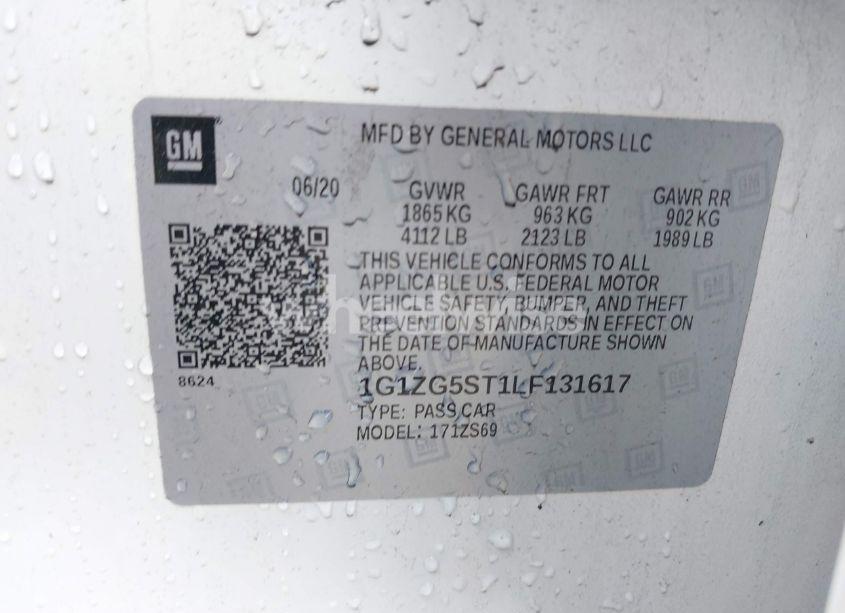 GM
MFD BY GENERAL MOTORS LLC
06/20
GVWR GAWR FRT GAWR RR
1865 KG 963 KG 902 KG
4112 LB 2123 LB 1989 LB
THIS VEHICLE CONFORMS TO ALL
APPLICABLE U.S. FEDERAL MOTOR
VEHICLE SAFETY, BUMPER, AND THEFT
PREVENTION STANDARDS IN EFFECT ON
THE DATE OF MANUFACTURE SHOWN
ABOVE.
8624
1G1ZG5ST1LF131617
TYPE: PASS CAR
MODEL: 171ZS69